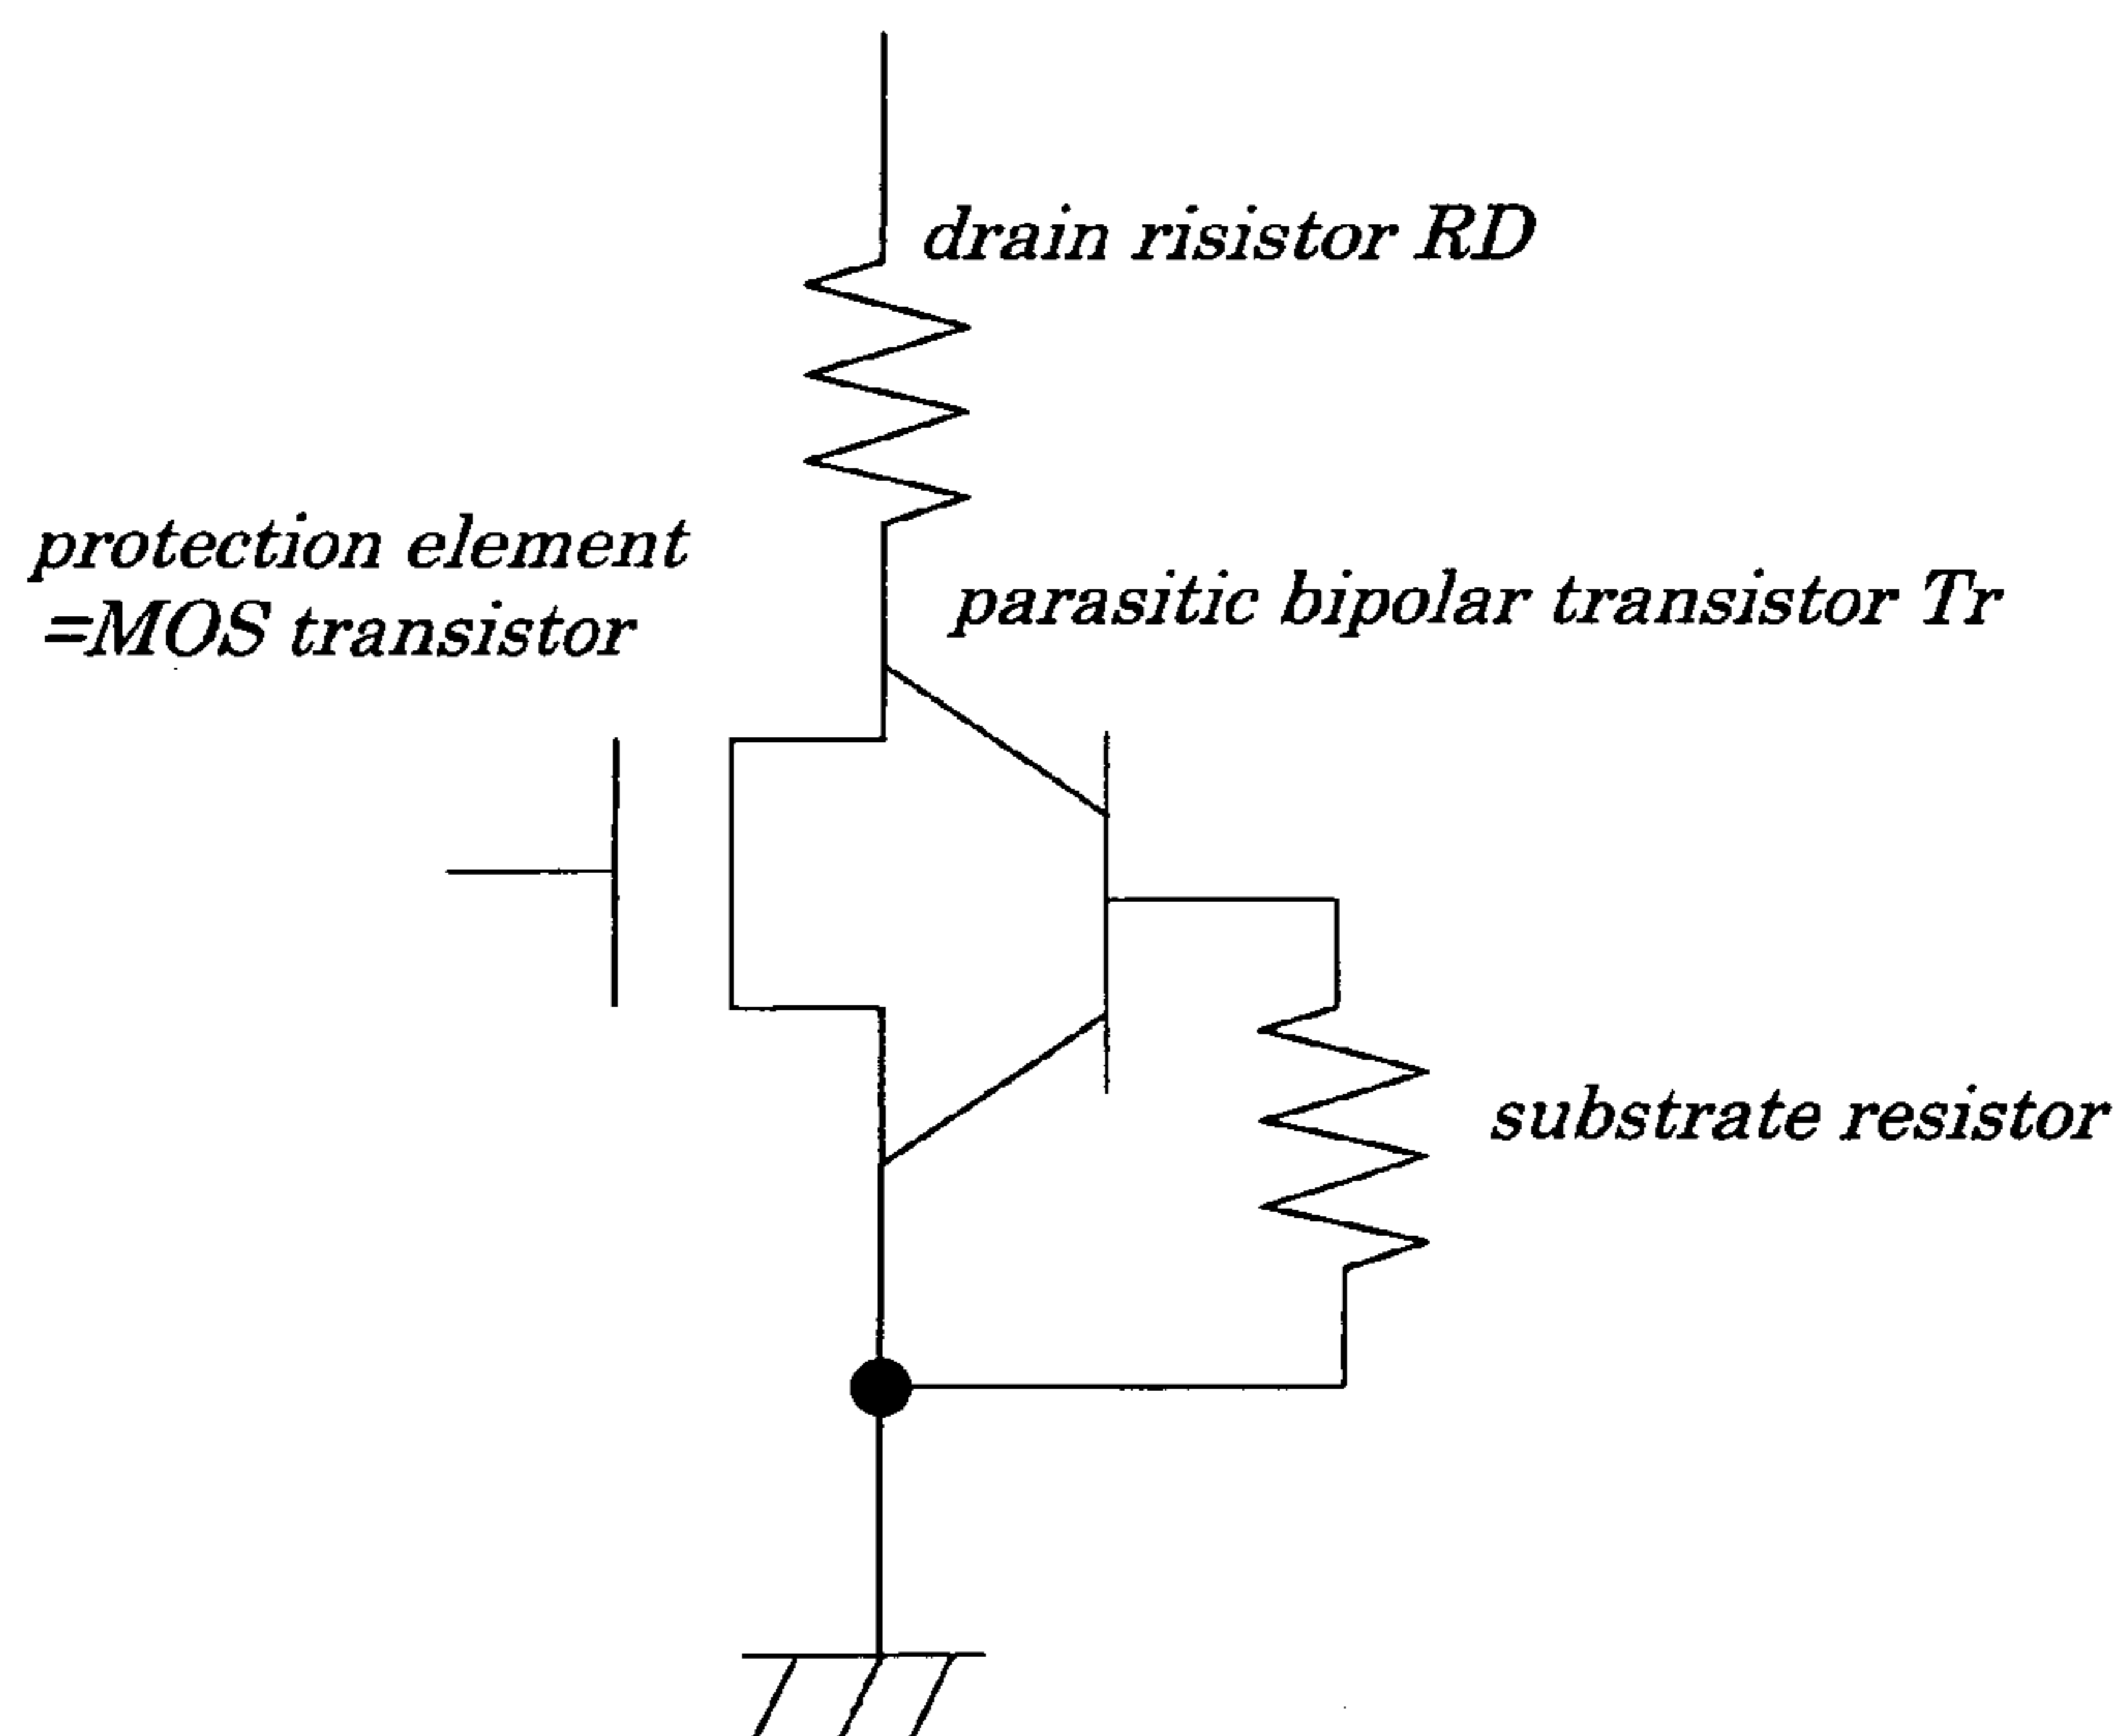 drain risistor RD
protection element
=MOS transistor
parasitic bipolar transistor Tr
substrate resistor